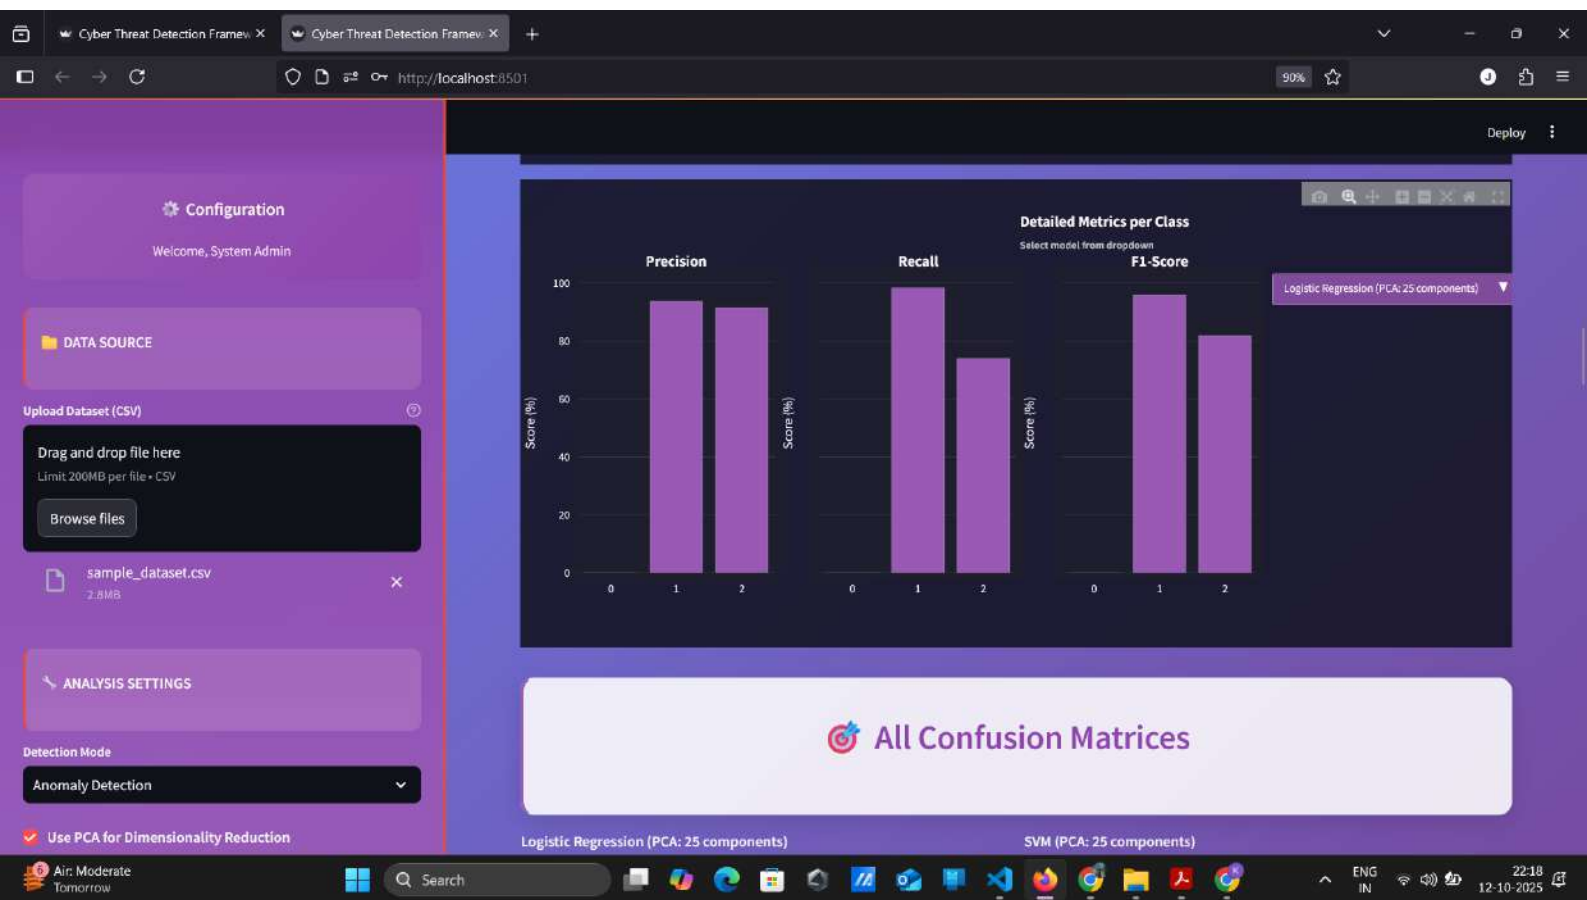 Cyber Threat Detection Framew
Cyber Threat Detection Framew
http://localhost:8501
90%
J
Deploy
Configuration
Welcome, System Admin
DATA SOURCE
Upload Dataset (CSV)
Drag and drop file here
Limit 200MB per file • CSV
Browse files
sample_dataset.csv
2.8MB
ANALYSIS SETTINGS
Detection Mode
Anomaly Detection
Use PCA for Dimensionality Reduction
Detailed Metrics per Class
Select model from dropdown
Precision
Recall
F1-Score
Logistic Regression (PCA: 25 components)
Score (%)
100
80
60
40
20
0
0 1 2
Score (%)
0 1 2
Score (%)
0 1 2
All Confusion Matrices
Logistic Regression (PCA: 25 components)
SVM (PCA: 25 components)
Air: Moderate
Tomorrow
Search
ENG
IN
22:18
12-10-2025